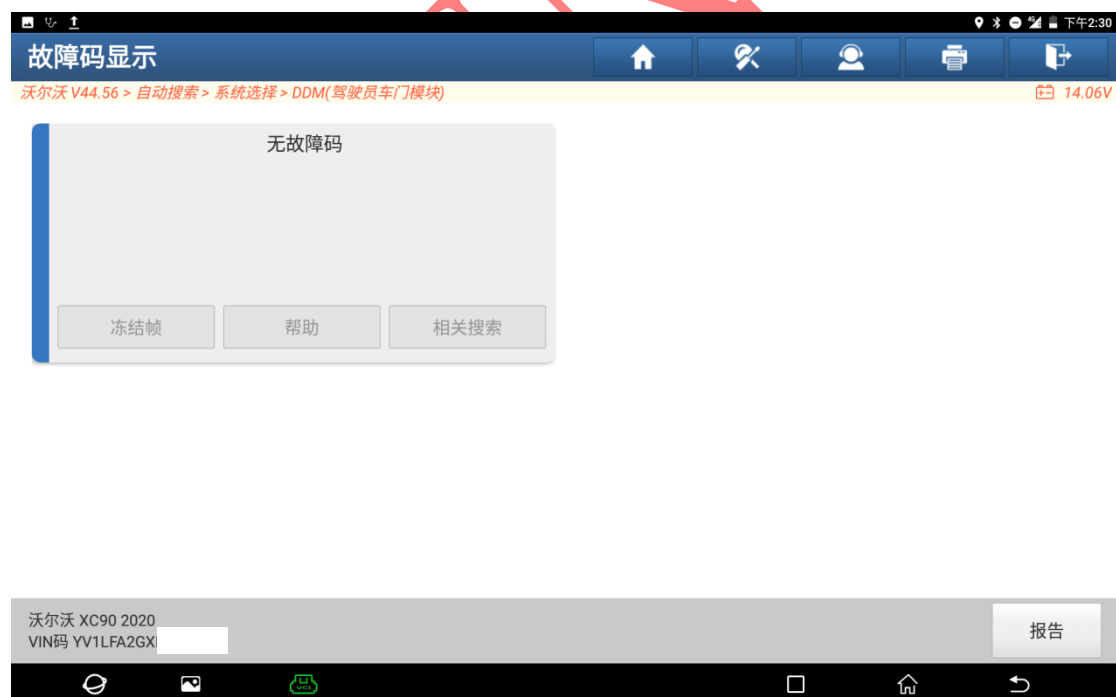 下午2:30
故障码显示
沃尔沃 V44.56 > 自动搜索 > 系统选择 > DDM(驾驶员车门模块)
14.06V
无故障码
冻结帧
帮助
相关搜索
沃尔沃 XC90 2020
VIN码 YV1LFA2GX
报告
VCI